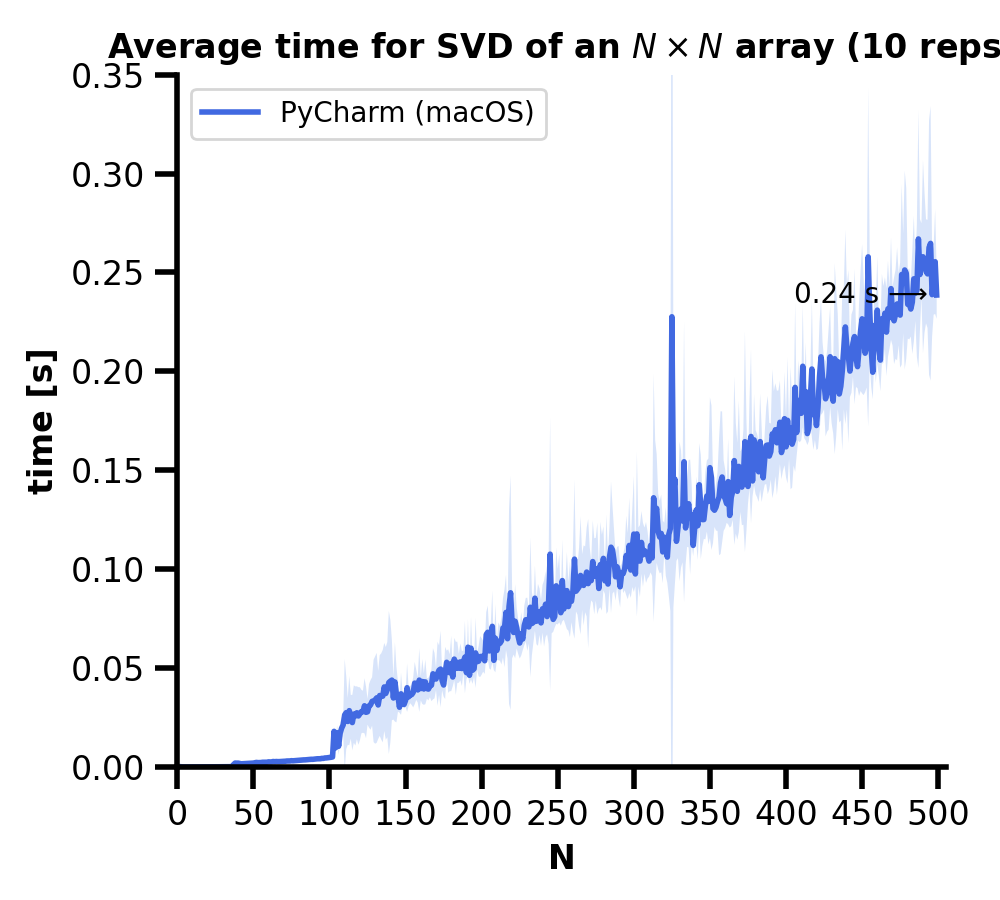 Average time for SVD of an N × N array (10 reps
0.35
PyCharm (macOS)
0.30
0.25
0.24 s
0.20
0.15
0.10
0.05
0.00
time [s]
0 50 100 150 200 250 300 350 400 450 500
N